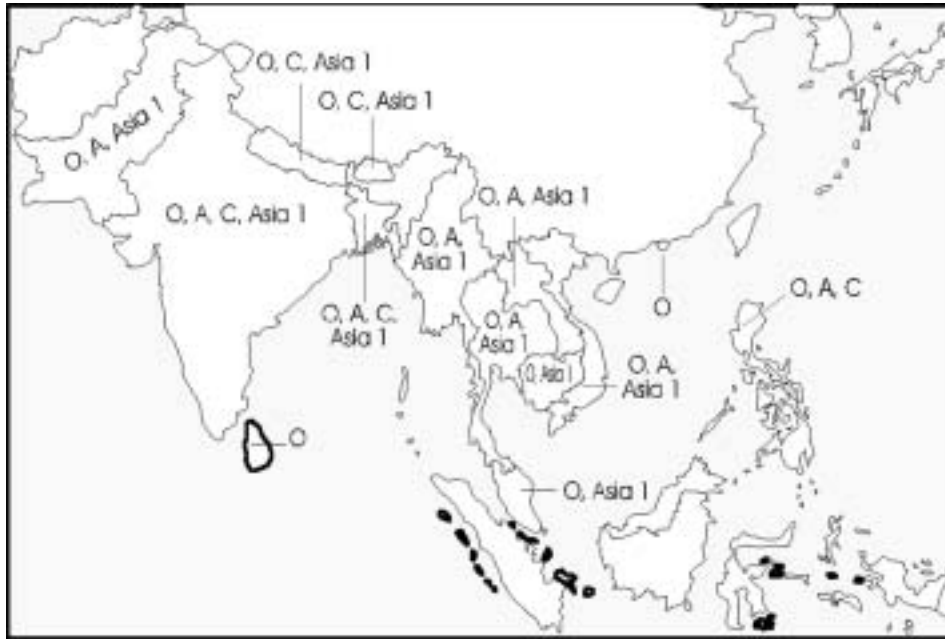 O, C, Asia 1
O, C, Asia 1
O, A, Asia 1
O, A, C, Asia 1
O, A, Asia 1
O, A,
Asia 1
O, A, C
O
O, A, C,
Asia 1
O, A
Asia 1
O, Asia 1
O, A,
Asia 1
O
O, Asia 1